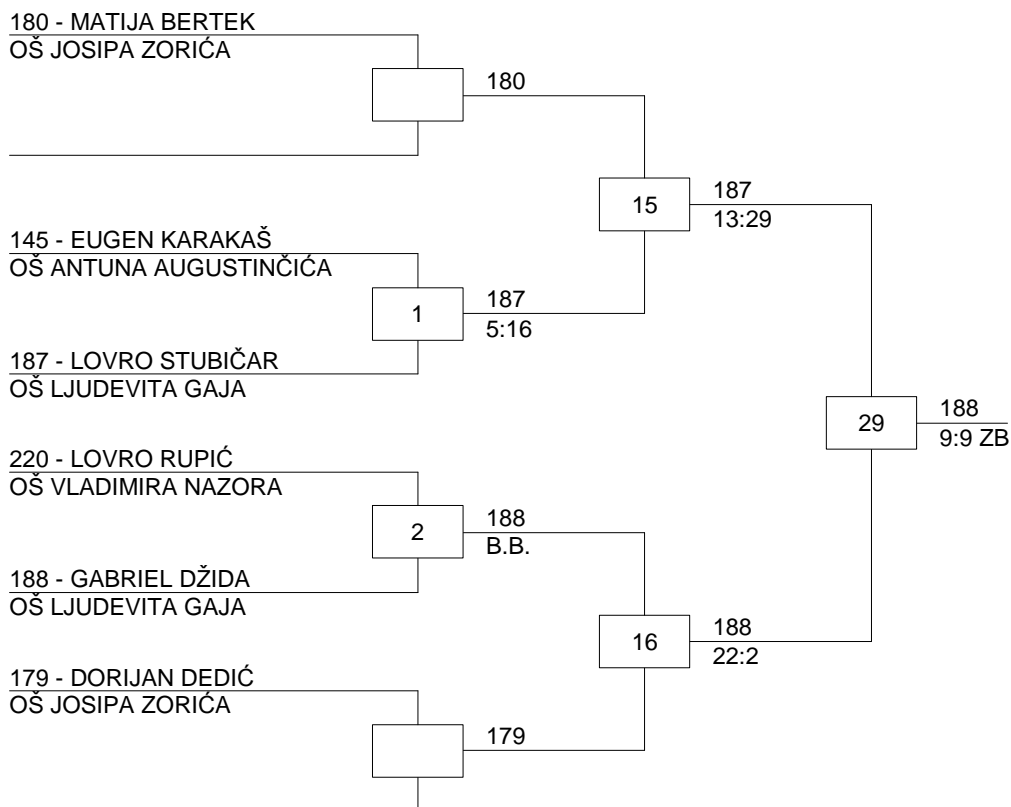 180 - MATIJA BERTEK
OŠ JOSIPA ZORIĆA
180
15
187
13:29
145 - EUGEN KARAKAŠ
OŠ ANTUNA AUGUSTINČIĆA
1
187
5:16
187 - LOVRO STUBIČAR
OŠ LJUDEVITA GAJA
29
188
9:9 ZB
220 - LOVRO RUPIĆ
OŠ VLADIMIRA NAZORA
2
188
B.B.
188 - GABRIEL DŽIDA
OŠ LJUDEVITA GAJA
16
188
22:2
179 - DORIJAN DEDIĆ
OŠ JOSIPA ZORIĆA
179